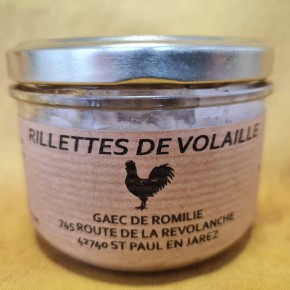 RILLETTES DE VOLAILLE
GAEC DE ROMILIE
745 ROUTE DE LA REVOLANCHE
42740 ST PAUL EN JAREZ